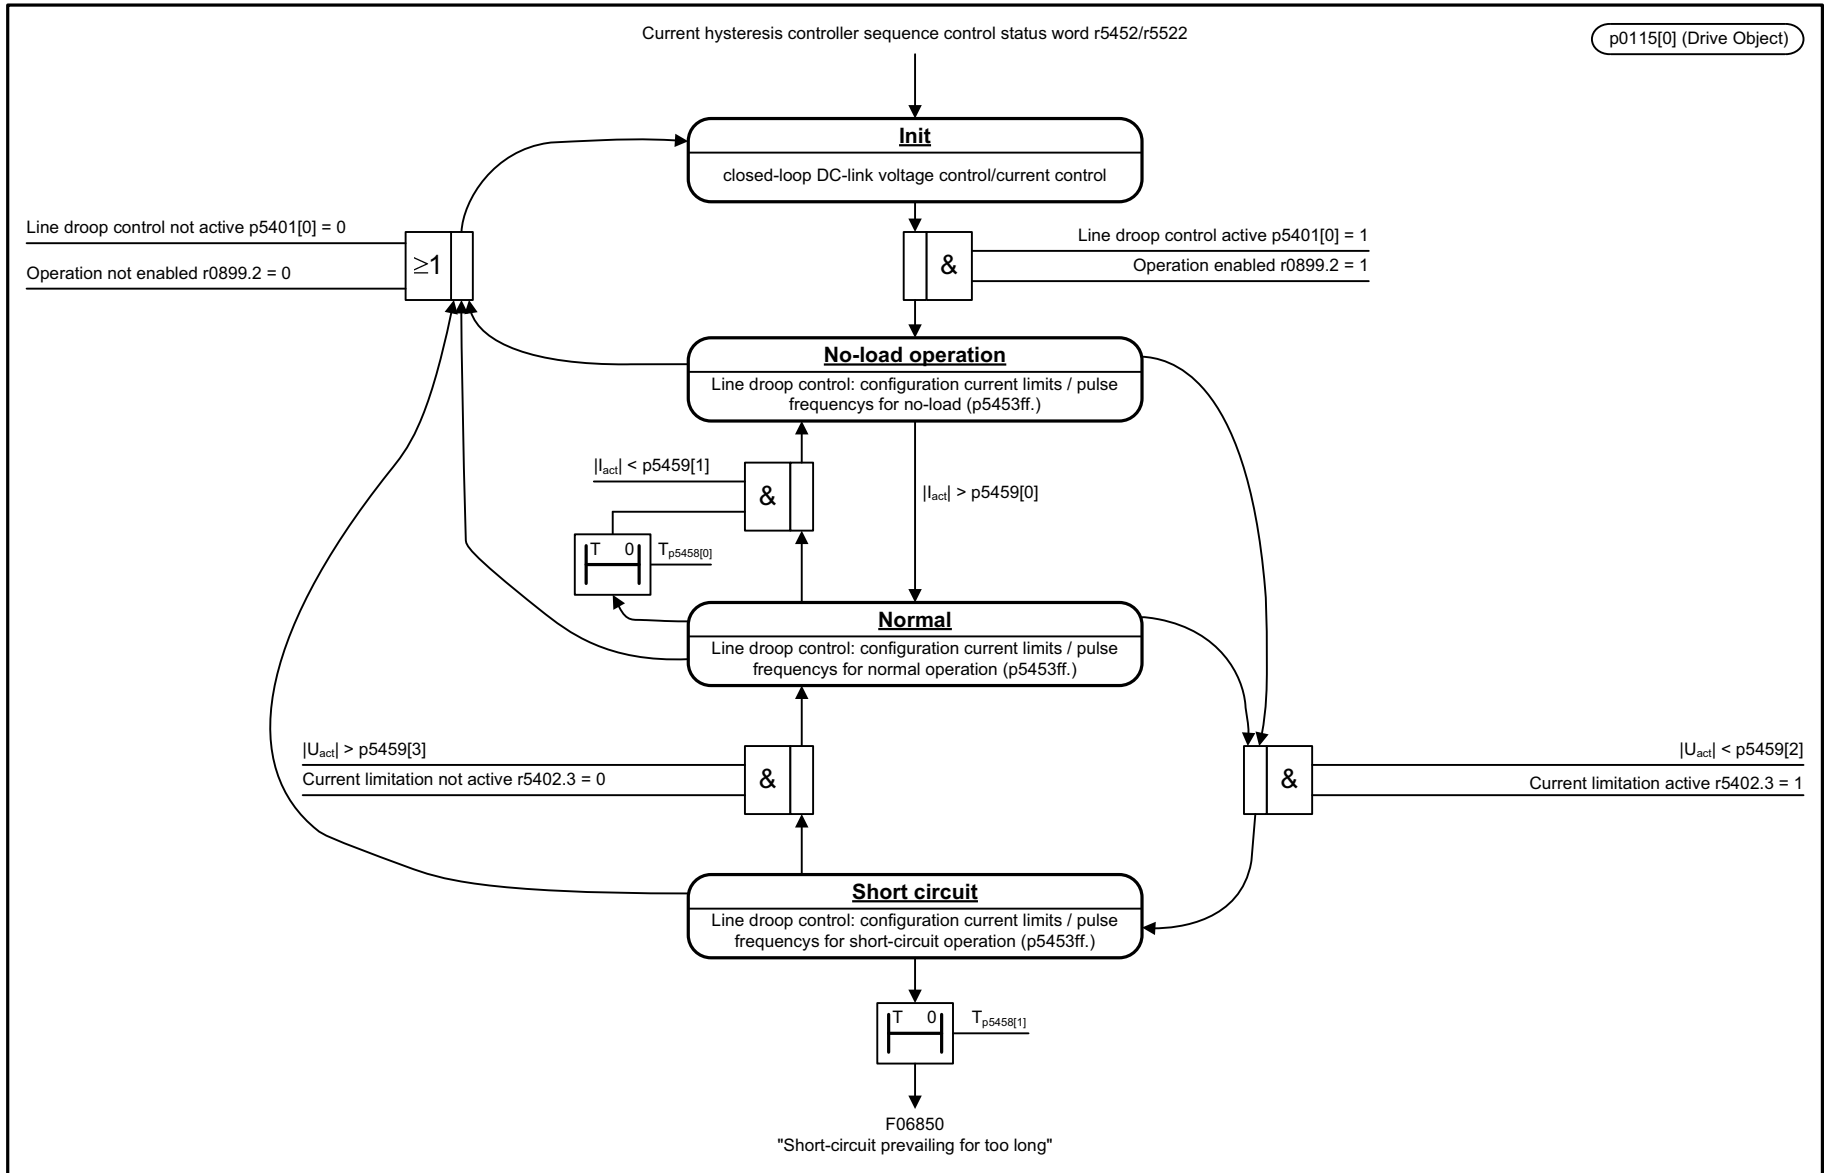 Current hysteresis controller sequence control status word r5452/r5522
p0115[0] (Drive Object)
Init
closed-loop DC-link voltage control/current control
Line droop control not active p5401[0] = 0
Operation not enabled r0899.2 = 0
≥1
&
Line droop control active p5401[0] = 1
Operation enabled r0899.2 = 1
No-load operation
Line droop control: configuration current limits / pulse
frequencys for no-load (p5453ff.)
|Iact| < p5459[1]
&
|Iact| > p5459[0]
T 0
Tp5458[0]
Normal
Line droop control: configuration current limits / pulse
frequencys for normal operation (p5453ff.)
|Uact| > p5459[3]
Current limitation not active r5402.3 = 0
&
&
|Uact| < p5459[2]
Current limitation active r5402.3 = 1
Short circuit
Line droop control: configuration current limits / pulse
frequencys for short-circuit operation (p5453ff.)
T 0
Tp5458[1]
F06850
"Short-circuit prevailing for too long"